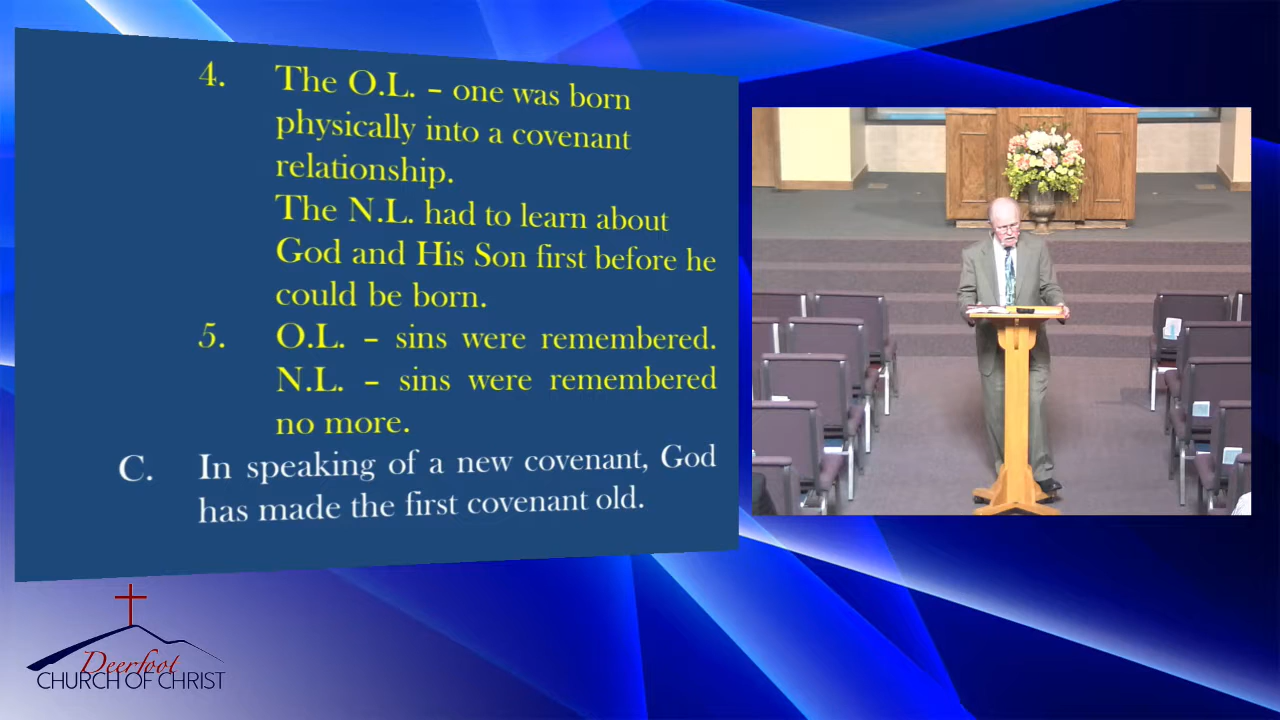 4. The O.L. – one was born
physically into a covenant
relationship.
The N.L. had to learn about
God and His Son first before he
could be born.
5. O.L. – sins were remembered.
N.L. – sins were remembered
no more.
C. In speaking of a new covenant, God
has made the first covenant old.
Deerfoot
CHURCH OF CHRIST